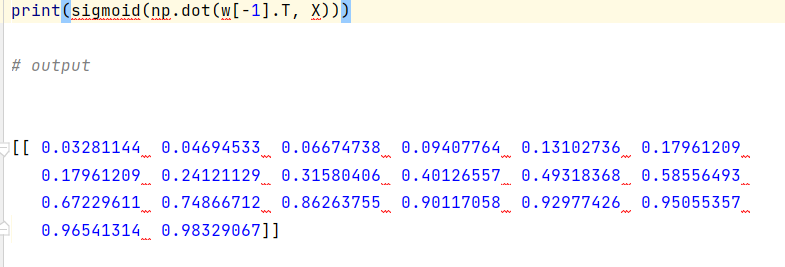 print(sigmoid(np.dot(w[-1].T, X)))
# output
[[ 0.03281144 0.04694533 0.06674738 0.09407764 0.13102736 0.17961209
0.17961209 0.24121129 0.31580406 0.40126557 0.49318368 0.58556493
0.67229611 0.74866712 0.86263755 0.90117058 0.92977426 0.95055357
0.96541314 0.98329067]]